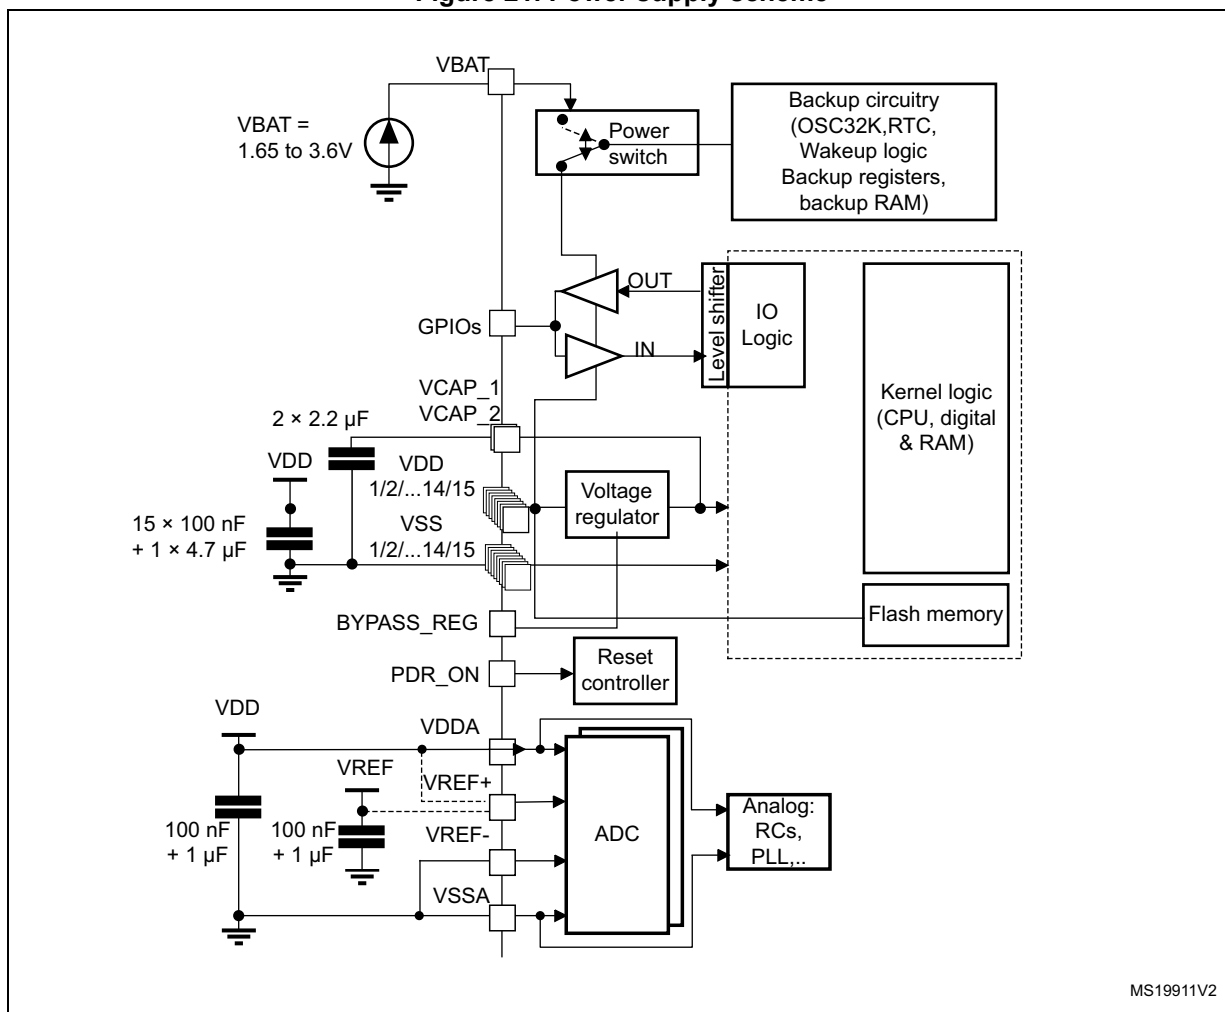 VBAT
VBAT =
1.65 to 3.6V
Power
switch
Backup circuitry
(OSC32K,RTC,
Wakeup logic
Backup registers,
backup RAM)
GPIOs
OUT
IN
Level shifter
IO
Logic
Kernel logic
(CPU, digital
& RAM)
VCAP_1
VCAP_2
2 × 2.2 µF
VDD
VDD
1/2/...14/15
Voltage
regulator
15 × 100 nF
+ 1 × 4.7 µF
VSS
1/2/...14/15
BYPASS_REG
Flash memory
PDR_ON
Reset
controller
VDD
VDDA
VREF
VREF+
100 nF
+ 1 µF
100 nF
+ 1 µF
VREF-
ADC
Analog:
RCs,
PLL,..
VSSA
MS19911V2